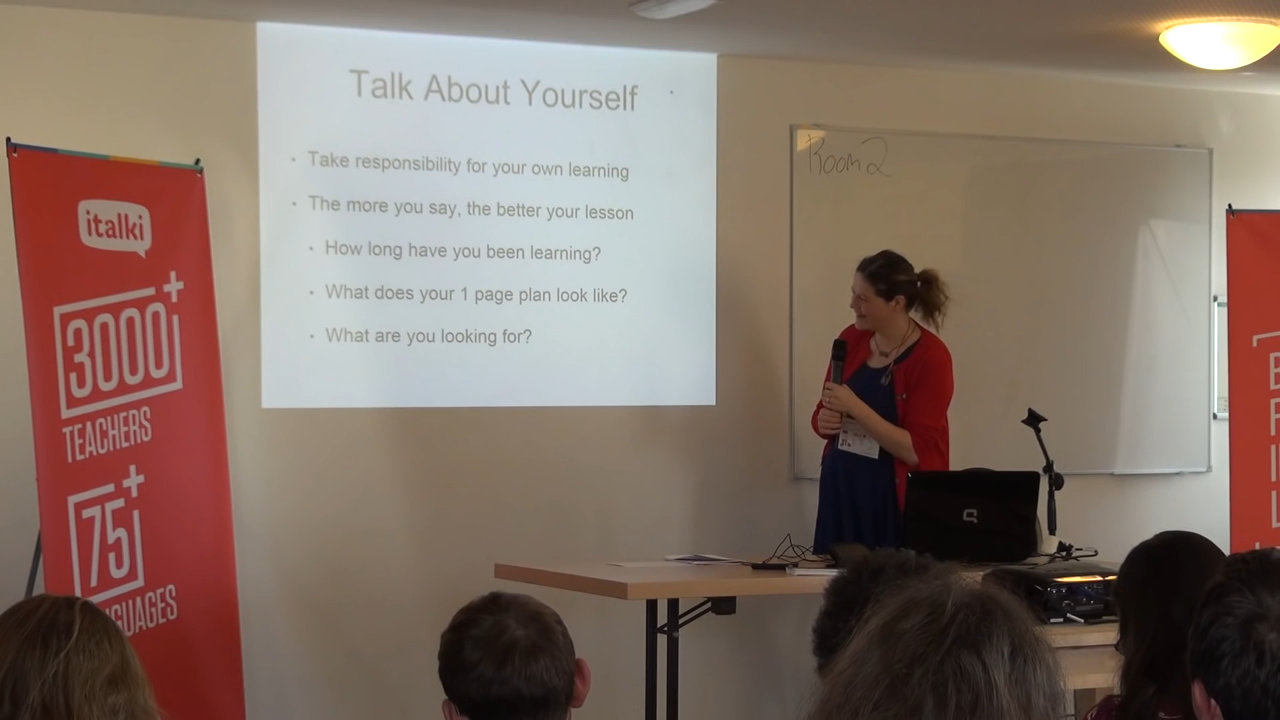 Talk About Yourself
Take responsibility for your own learning
The more you say, the better your lesson
How long have you been learning?
What does your 1 page plan look like?
What are you looking for?
italki
3000+
TEACHERS
75+
Room 2